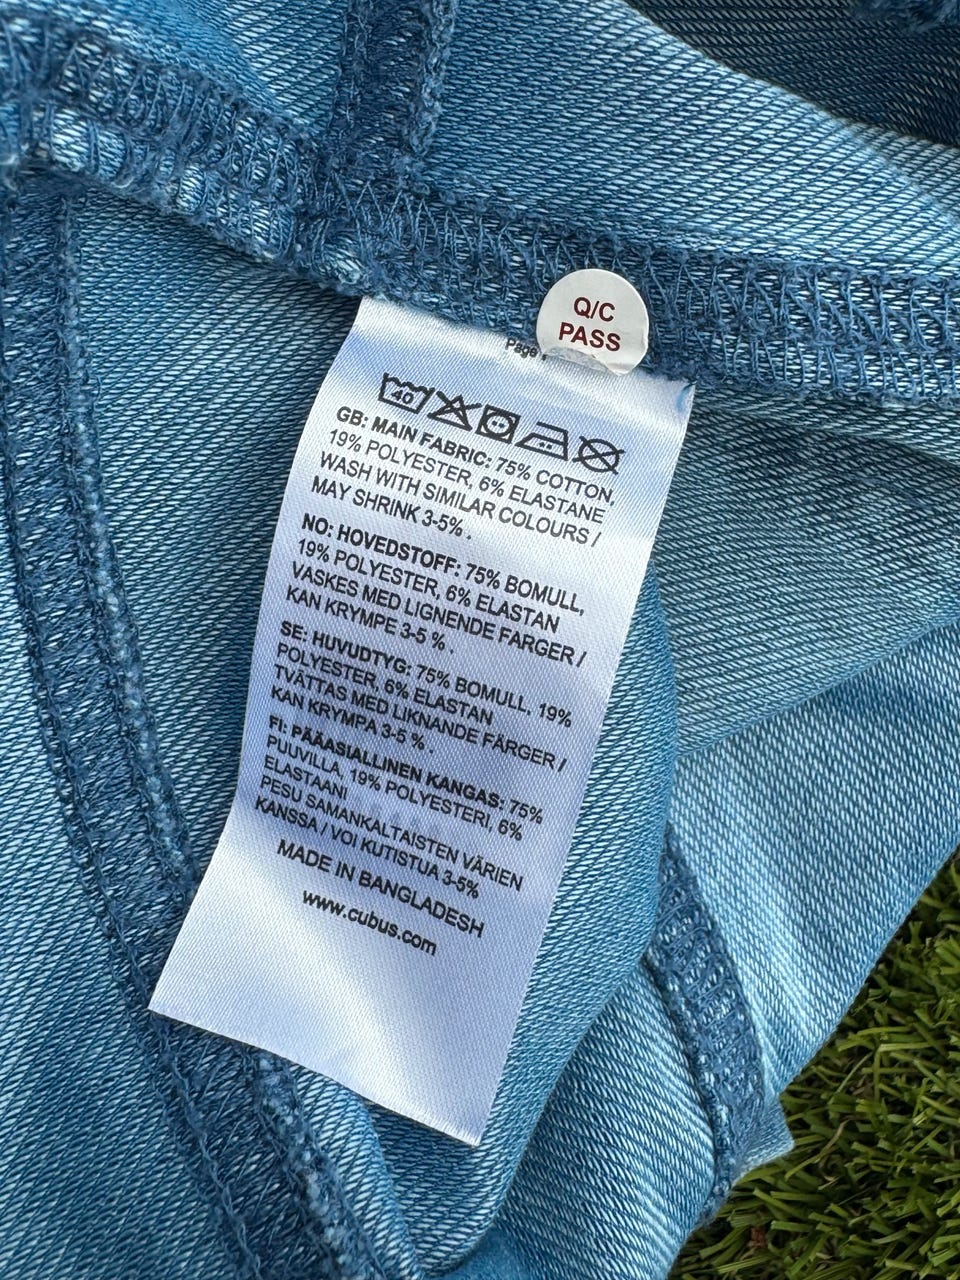 Q/C
PASS
Page
40
GB: MAIN FABRIC: 75% COTTON,
19% POLYESTER, 6% ELASTANE
WASH WITH SIMILAR COLOURS /
MAY SHRINK 3-5% .
NO: HOVEDSTOFF: 75% BOMULL,
19% POLYESTER, 6% ELASTAN
VASKES MED LIGNENDE FARGER /
KAN KRYMPE 3-5 % .
SE: HUVUDTYG: 75% BOMULL, 19%
POLYESTER, 6% ELASTAN
TVÄTTAS MED LIKNANDE FÄRGER /
KAN KRYMPA 3-5 % .
FI: PÄÄASIALLINEN KANGAS: 75%
PUUVILLA, 19% POLYESTERI, 6%
ELASTAANI
PESU SAMANKALTAISTEN VÄRIEN
KANSSA / VOI KUTISTUA 3-5%
MADE IN BANGLADESH
www.cubus.com